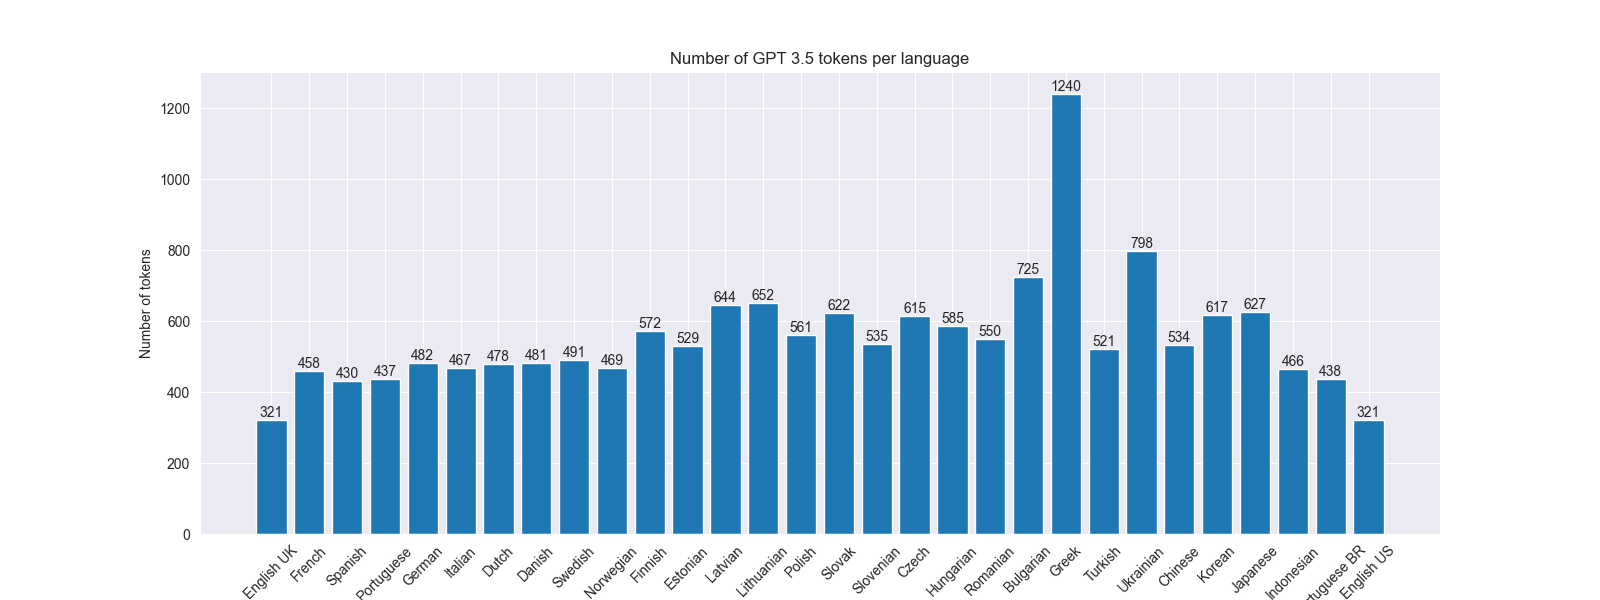 Number of GPT 3.5 tokens per language
Number of tokens
1200
1000
800
600
400
200
0
321
458
430
437
482
467
478
481
491
469
572
529
644
652
561
622
535
615
585
550
725
1240
521
798
534
617
627
466
438
321
English UK
French
Spanish
Portuguese
German
Italian
Dutch
Danish
Swedish
Norwegian
Finnish
Estonian
Latvian
Lithuanian
Polish
Slovak
Slovenian
Czech
Hungarian
Romanian
Bulgarian
Greek
Turkish
Ukrainian
Chinese
Korean
Japanese
Indonesian
tuguese BR
English US